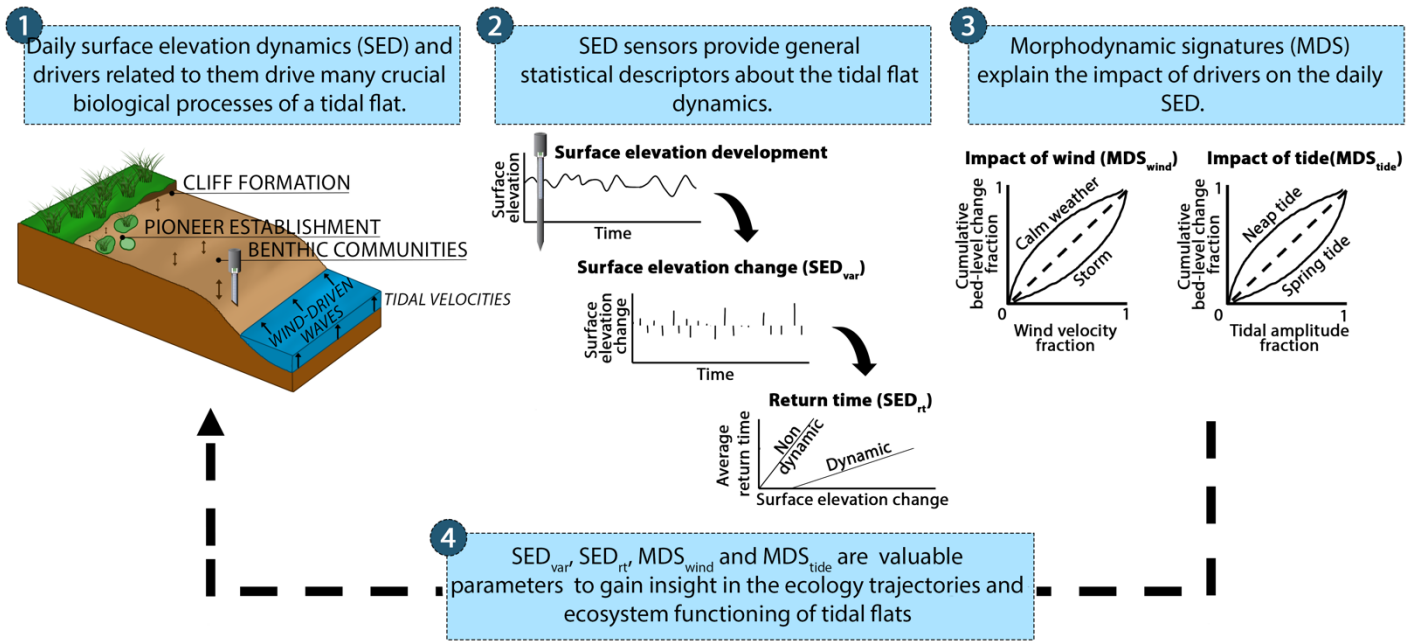 1
Daily surface elevation dynamics (SED) and
drivers related to them drive many crucial
biological processes of a tidal flat.
CLIFF FORMATION
PIONEER ESTABLISHMENT
BENTHIC COMMUNITIES
TIDAL VELOCITIES
WIND-DRIVEN
WAVES
2
SED sensors provide general
statistical descriptors about the tidal flat
dynamics.
Surface elevation development
Surface
elevation
Time
Surface elevation change (SEDvar)
Surface
elevation
change
Time
Return time (SEDrt)
Average
return time
Non
dynamic
Dynamic
Surface elevation change
3
Morphodynamic signatures (MDS)
explain the impact of drivers on the daily
SED.
Impact of wind (MDSwind)
Cumulative
bed-level change
fraction
1
0
Calm weather
Storm
1
Wind velocity
fraction
Impact of tide(MDStide)
Cumulative
bed-level change
fraction
1
0
Neap tide
Spring tide
1
Tidal amplitude
fraction
4
SEDvar, SEDrt, MDSwind and MDStide are valuable
parameters to gain insight in the ecology trajectories and
ecosystem functioning of tidal flats